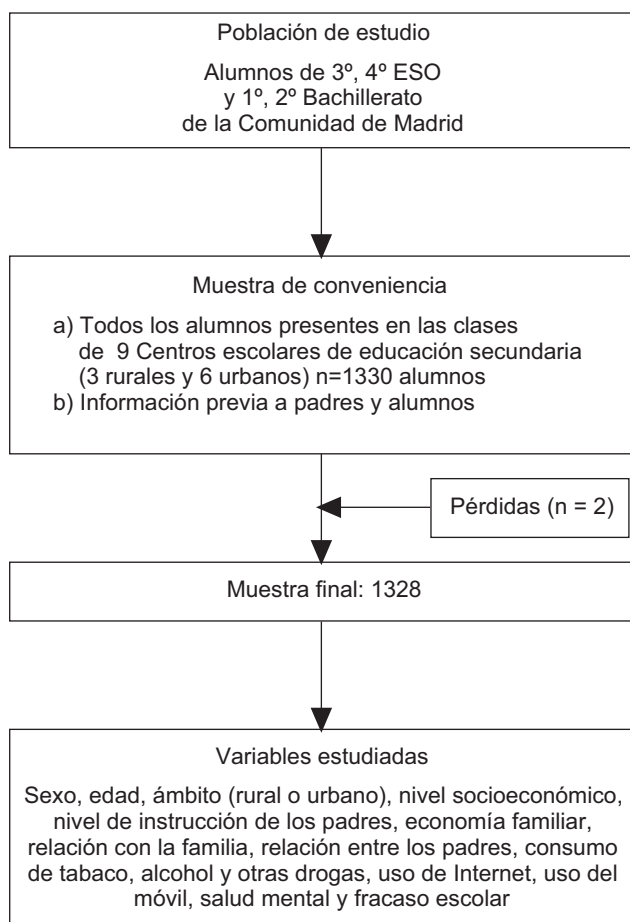 Población de estudio
Alumnos de 3º, 4º ESO
y 1º, 2º Bachillerato
de la Comunidad de Madrid
Muestra de conveniencia
a) Todos los alumnos presentes en las clases
de 9 Centros escolares de educación secundaria
(3 rurales y 6 urbanos) n=1330 alumnos
b) Información previa a padres y alumnos
Pérdidas (n = 2)
Muestra final: 1328
Variables estudiadas
Sexo, edad, ámbito (rural o urbano), nivel socioeconómico,
nivel de instrucción de los padres, economía familiar,
relación con la familia, relación entre los padres, consumo
de tabaco, alcohol y otras drogas, uso de Internet, uso del
móvil, salud mental y fracaso escolar